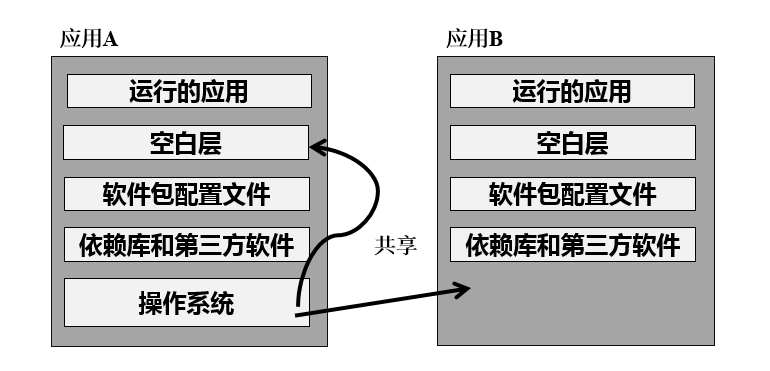 应用A
运行的应用
空白层
软件包配置文件
依赖库和第三方软件
操作系统
共享
应用B
运行的应用
空白层
软件包配置文件
依赖库和第三方软件